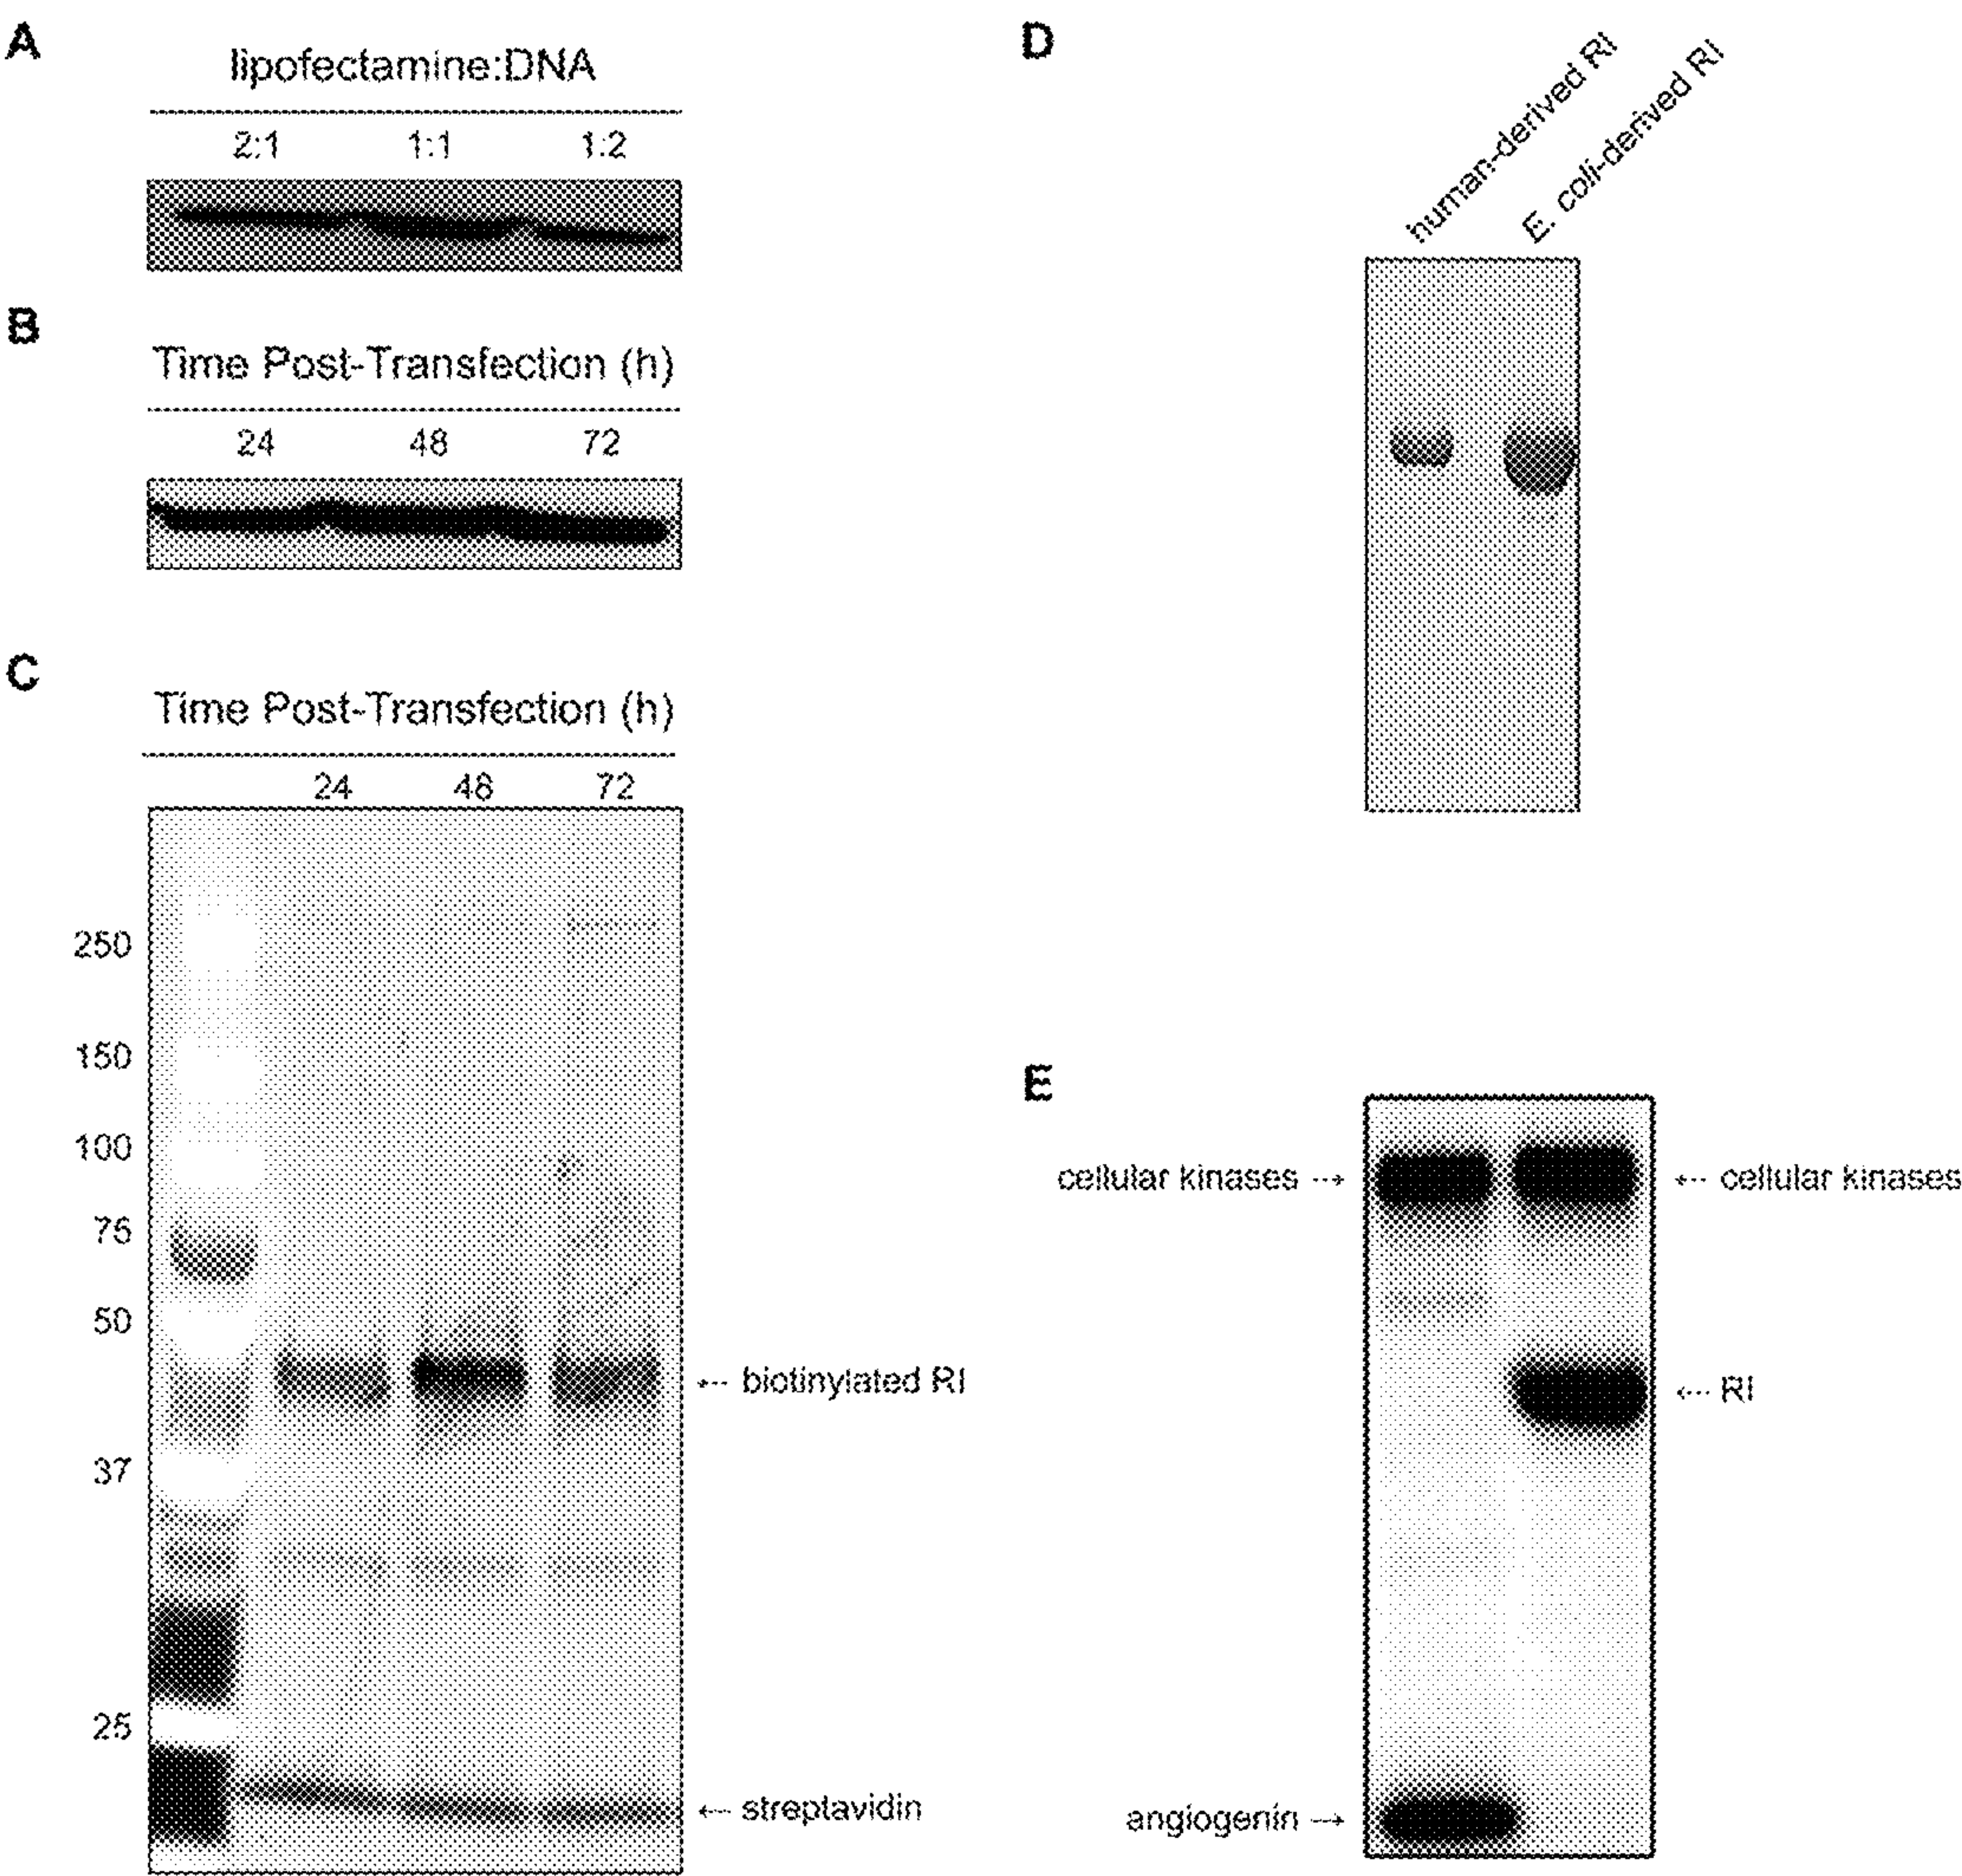 A
lipofectamine:DNA
2:1 1:1 1:2
B
Time Post-Transfection (h)
24 48 72
C
Time Post-Transfection (h)
24 48 72
250
150
100
75
50
37
25
← biotinylated RI
← streptavidin
D
human-derived RI
E. coli-derived RI
E
cellular kinases →
← cellular kinases
← RI
angiogenin →